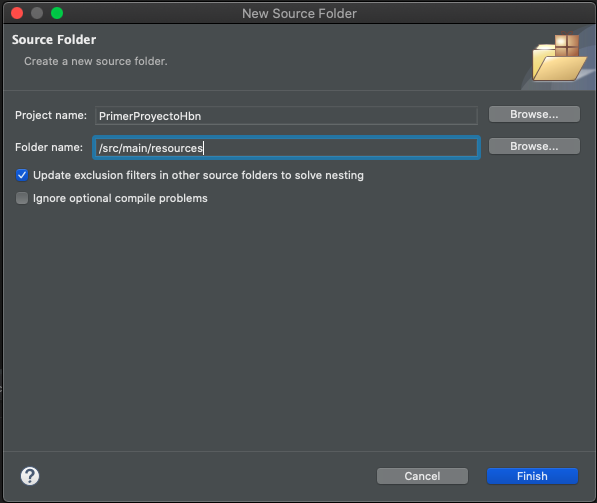 New Source Folder
Source Folder
Create a new source folder.
Project name: PrimerProyectoHbn Browse...
Folder name: /src/main/resources Browse...
Update exclusion filters in other source folders to solve nesting
Ignore optional compile problems
? Cancel Finish